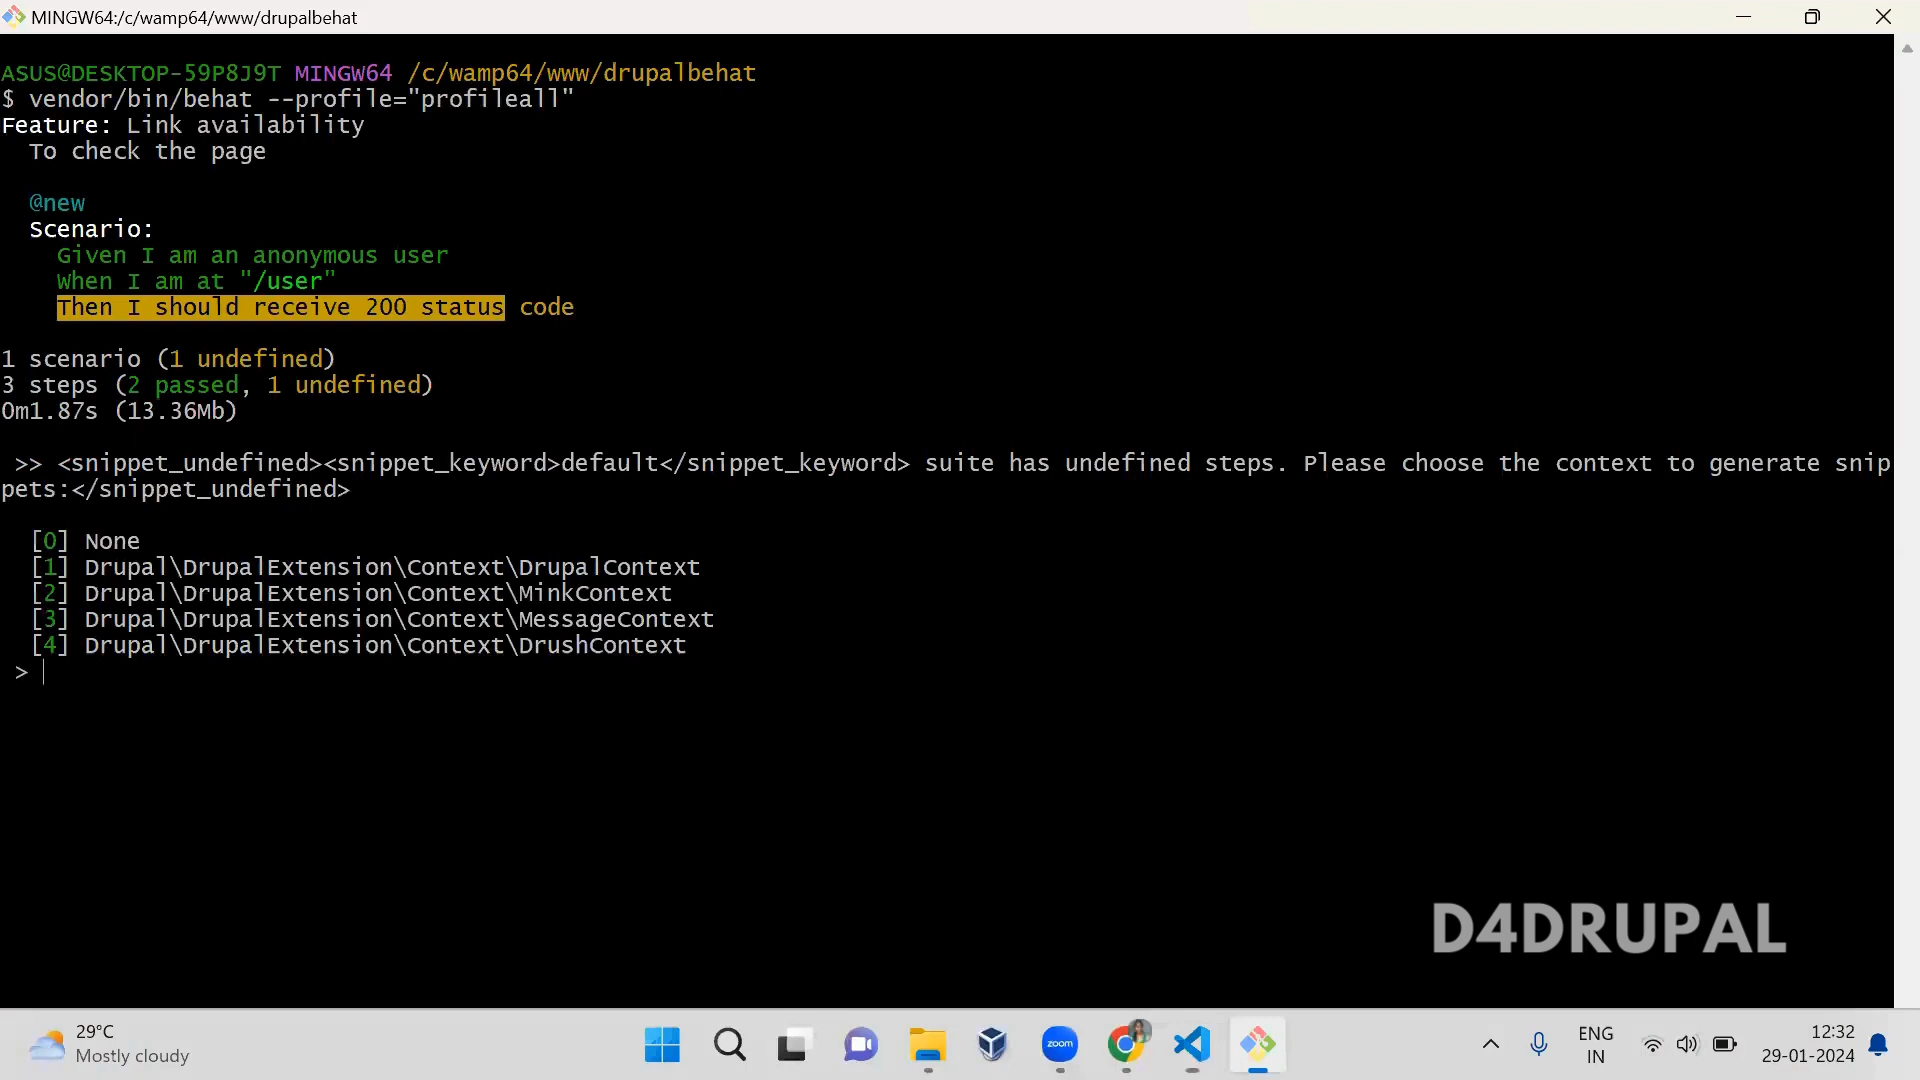 MINGW64:/c/wamp64/www/drupalbehat
ASUS@DESKTOP-59P8J9T MINGW64 /c/wamp64/www/drupalbehat
$ vendor/bin/behat --profile="profileall"
Feature: Link availability
  To check the page
  @new
  Scenario:
    Given I am an anonymous user
    When I am at "/user"
    Then I should receive 200 status code
1 scenario (1 undefined)
3 steps (2 passed, 1 undefined)
0m1.87s (13.36Mb)
 >> <snippet_undefined><snippet_keyword>default</snippet_keyword> suite has undefined steps. Please choose the context to generate snip
pets:</snippet_undefined>
  [0] None
  [1] Drupal\DrupalExtension\Context\DrupalContext
  [2] Drupal\DrupalExtension\Context\MinkContext
  [3] Drupal\DrupalExtension\Context\MessageContext
  [4] Drupal\DrupalExtension\Context\DrushContext
 >
D4DRUPAL
29°C
Mostly cloudy
zoom
ENG
IN
12:32
29-01-2024